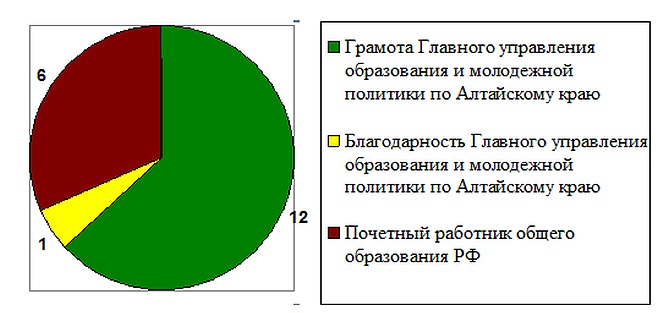 6
1
12
Грамота Главного управления
образования и молодежной
политики по Алтайскому краю
Благодарность Главного управления
образования и молодежной
политики по Алтайскому краю
Почетный работник общего
образования РФ